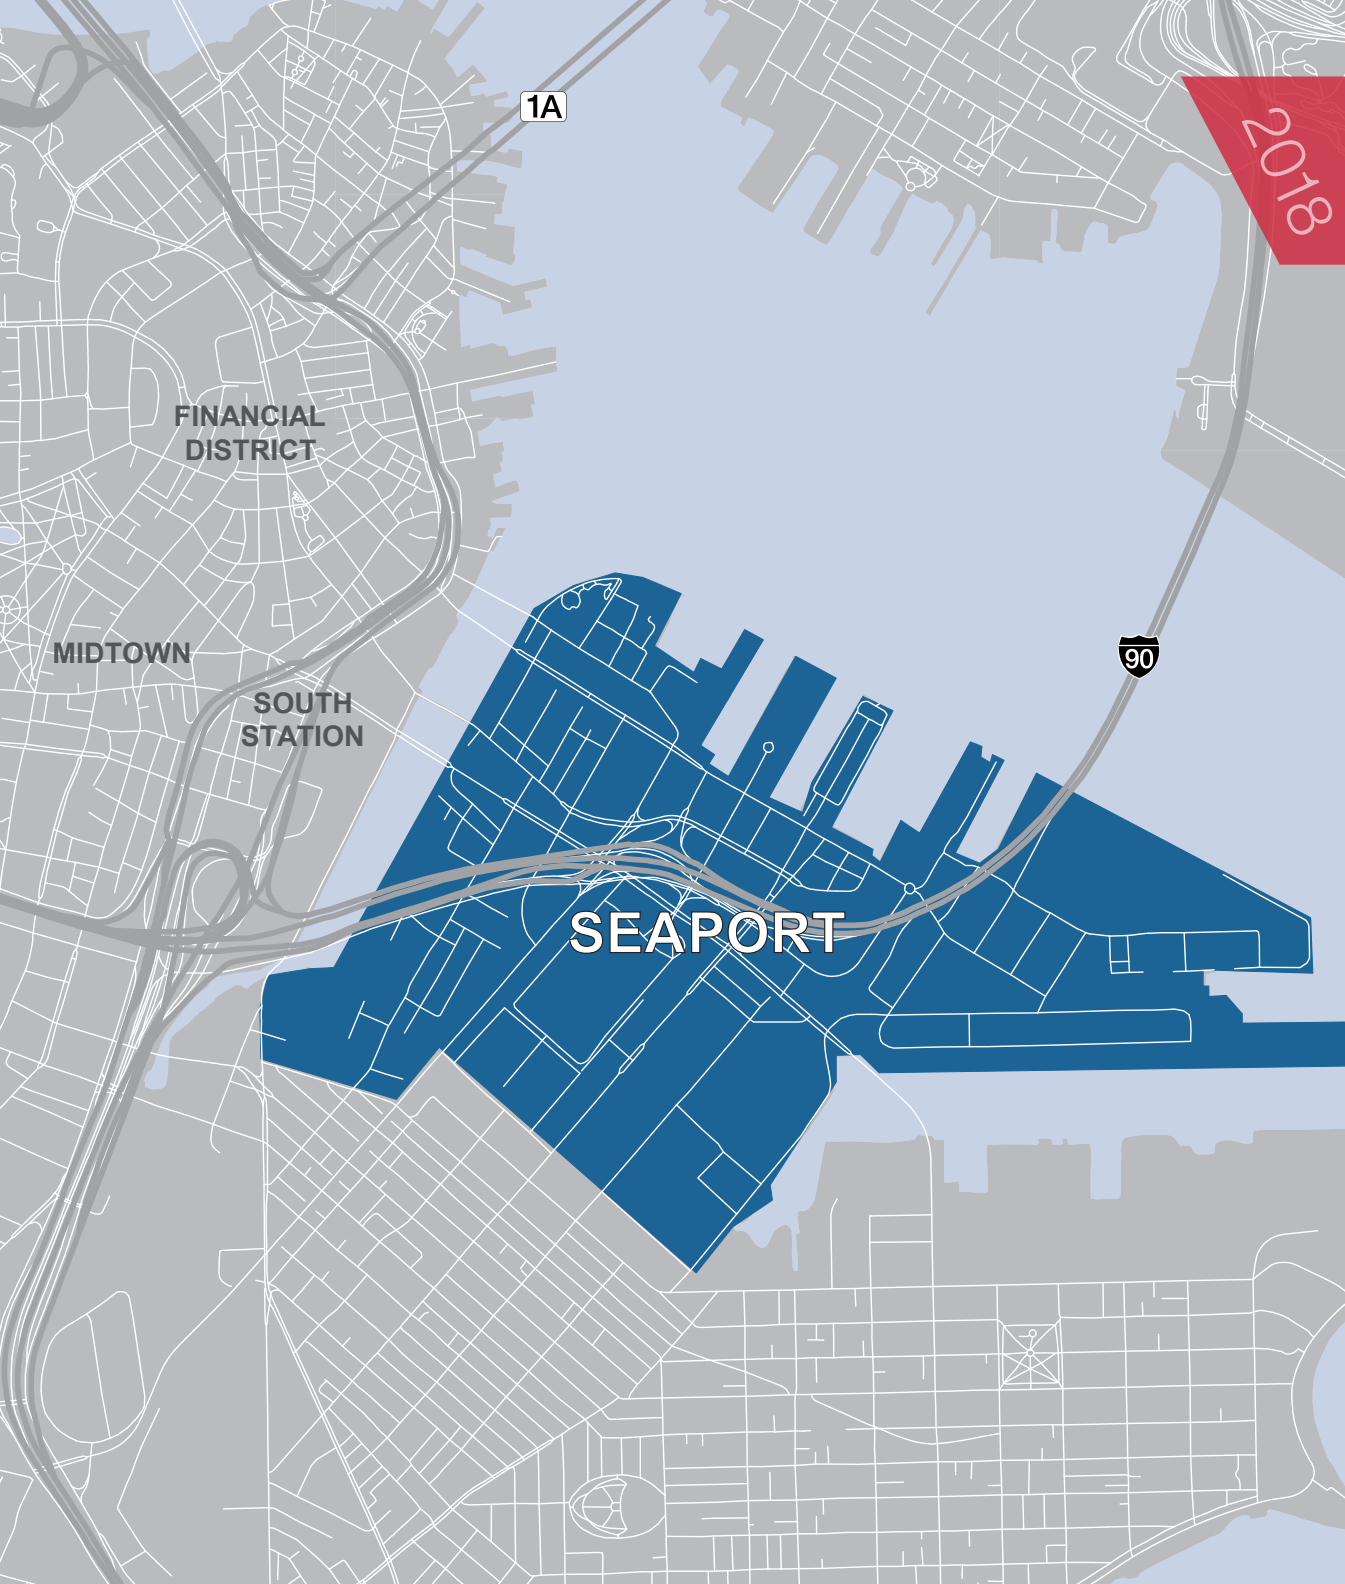 1A
2018
FINANCIAL
DISTRICT
MIDTOWN
90
SOUTH
STATION
SEAPORT